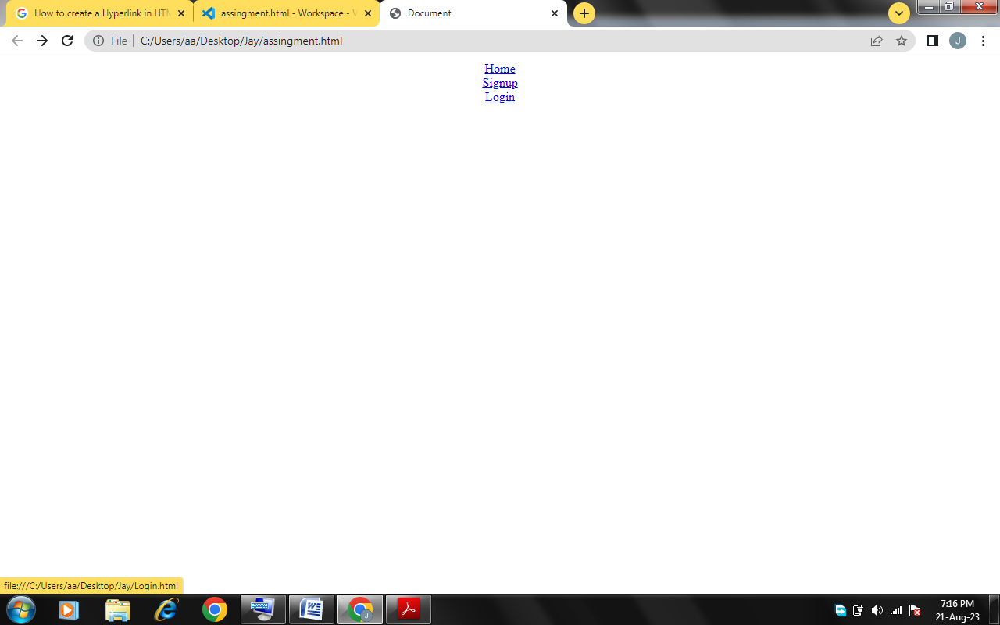 How to create a Hyperlink in HTM
assingment.html - Workspace - V
Document
File
C:/Users/aa/Desktop/Jay/assingment.html
J
Home
Signup
Login
file:///C:/Users/aa/Desktop/Jay/Login.html
J
7:16 PM
21-Aug-23